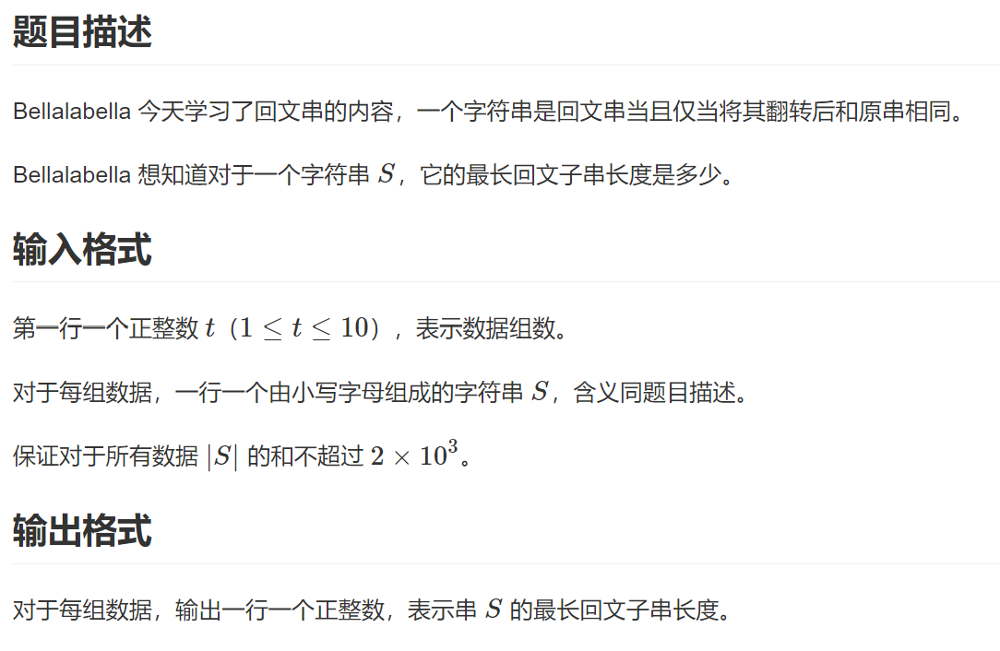 题目描述
Bellalabella 今天学习了回文串的内容，一个字符串是回文串当且仅当将其翻转后和原串相同。
Bellalabella 想知道对于一个字符串 S，它的最长回文子串长度是多少。
输入格式
第一行一个正整数 t（1 ≤ t ≤ 10），表示数据组数。
对于每组数据，一行一个由小写字母组成的字符串 S，含义同题目描述。
保证对于所有数据 |S| 的和不超过 2 × 10³。
输出格式
对于每组数据，输出一行一个正整数，表示串 S 的最长回文子串长度。